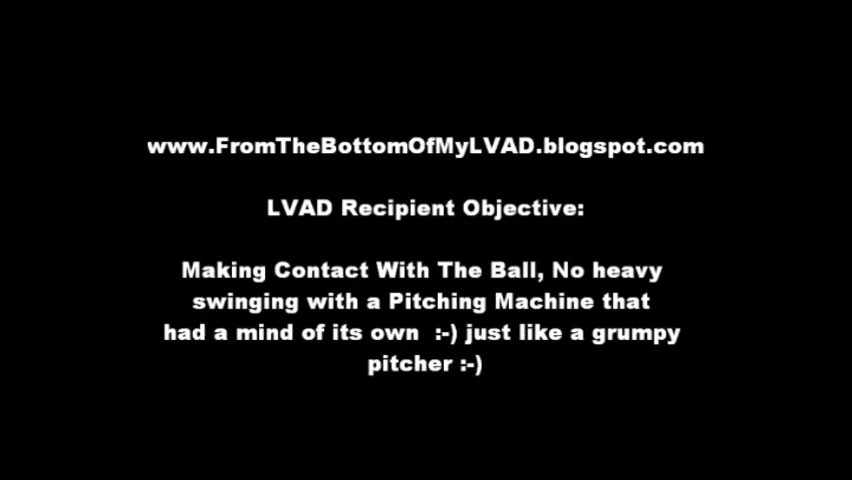 www.FromTheBottomOfMyLVAD.blogspot.com
LVAD Recipient Objective:
Making Contact With The Ball, No heavy
swinging with a Pitching Machine that
had a mind of its own  :-) just like a grumpy
pitcher :-)